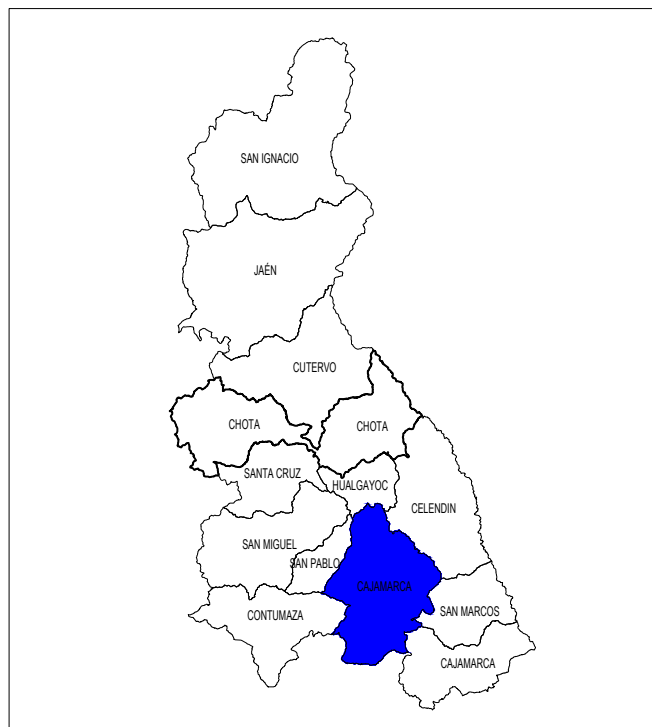 SAN IGNACIO
JAÉN
CUTERVO
CHOTA
CHOTA
SANTA CRUZ
HUALGAYOC
CELENDIN
SAN MIGUEL
SAN PABLO
CAJAMARCA
CONTUMAZA
SAN MARCOS
CAJAMARCA